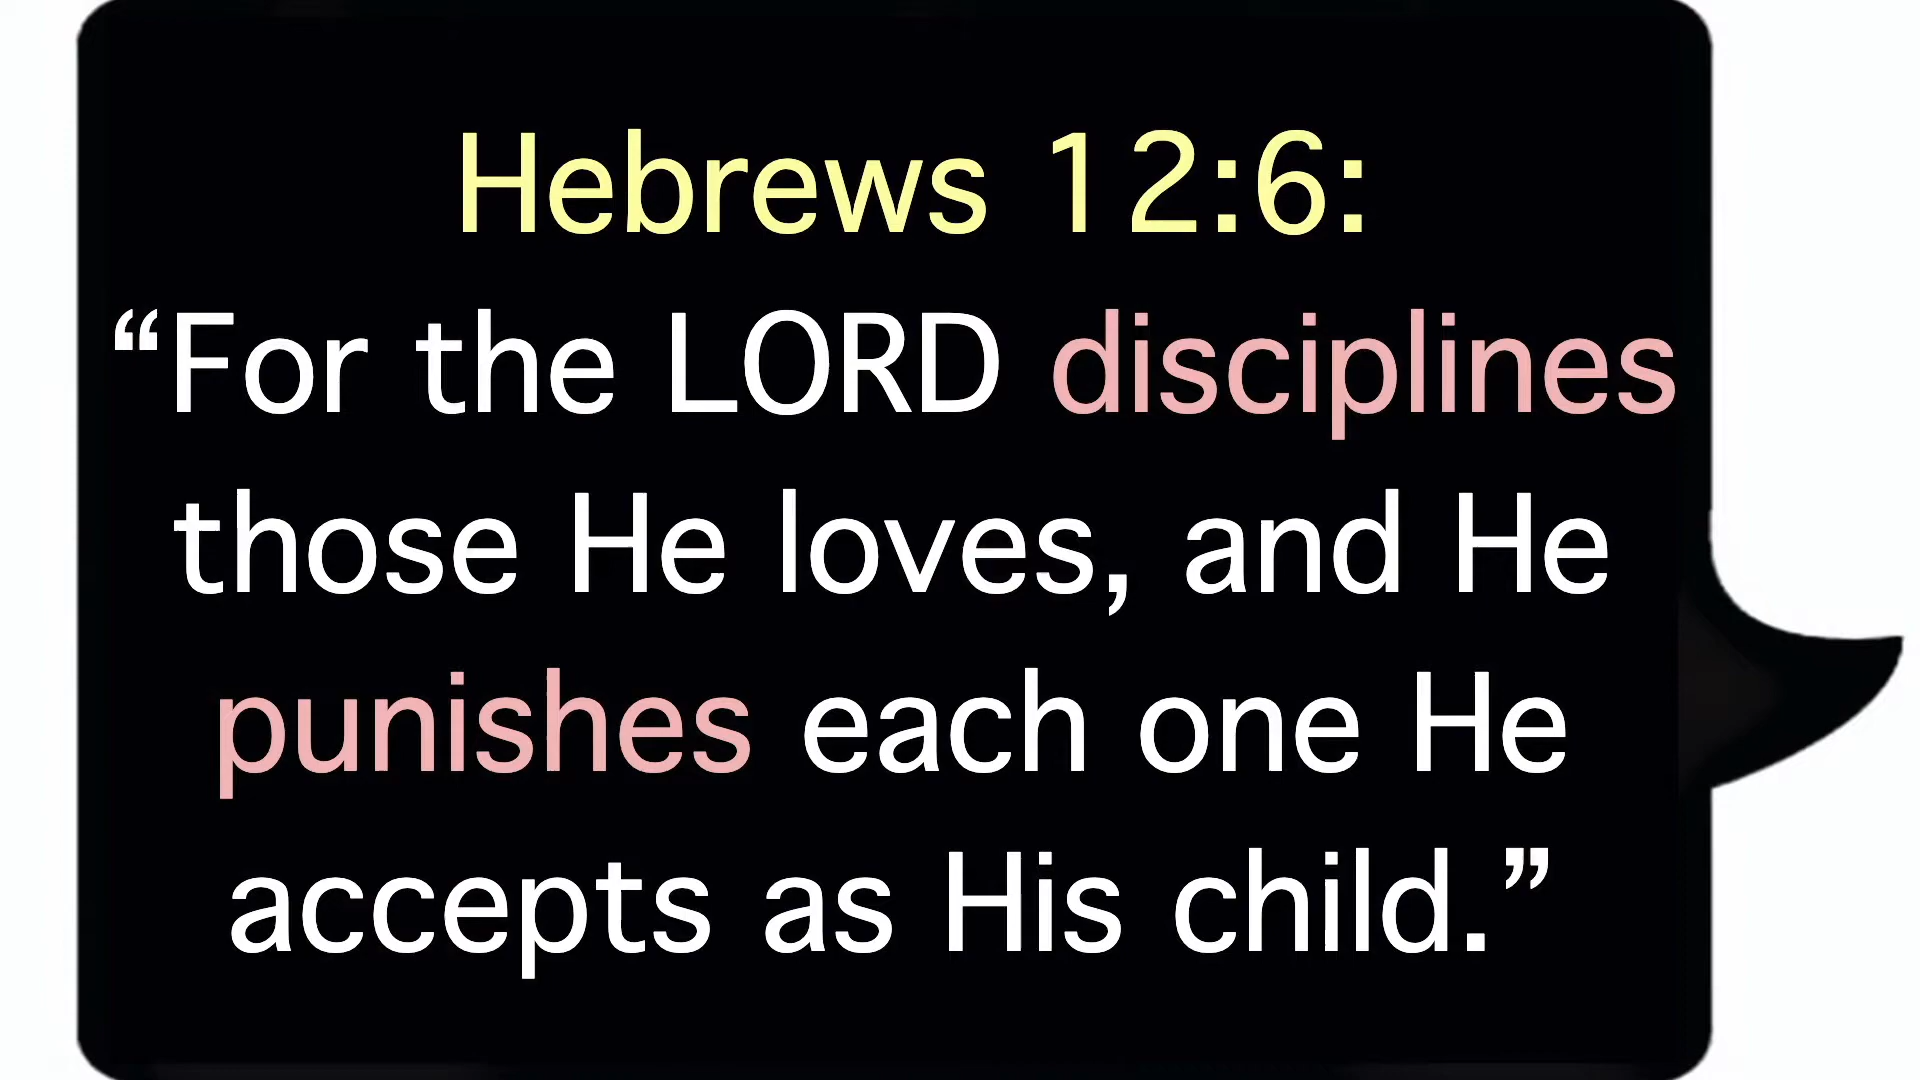 Hebrews 12:6:
“For the LORD disciplines
those He loves, and He
punishes each one He
accepts as His child.”